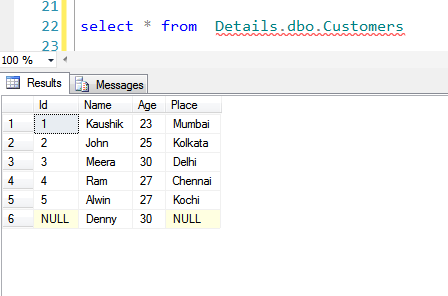 21
22 select * from Details.dbo.Customers
23
100 %
Results Messages
Id Name Age Place
1 1 Kaushik 23 Mumbai
2 2 John 25 Kolkata
3 3 Meera 30 Delhi
4 4 Ram 27 Chennai
5 5 Alwin 27 Kochi
6 NULL Denny 30 NULL